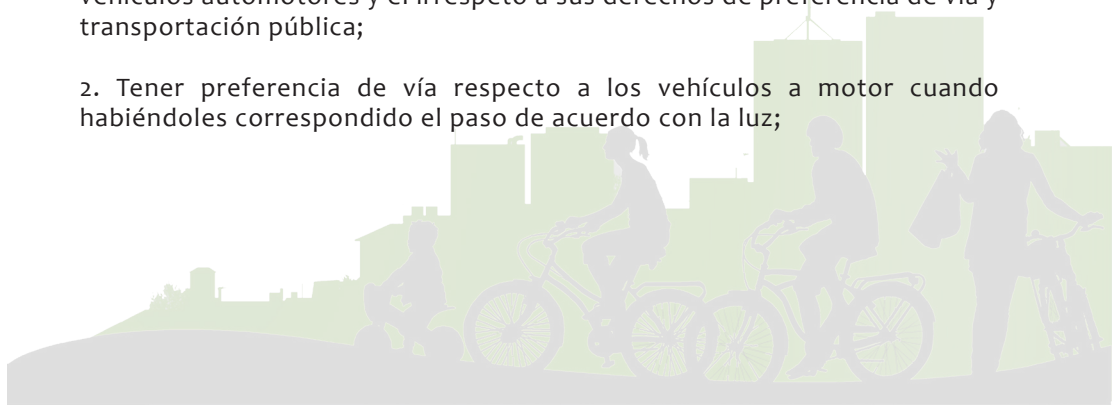 vehículos automotores y el irrespeto a sus derechos de preferencia de vía y
transportación pública;
2. Tener preferencia de vía respecto a los vehículos a motor cuando
habiéndoles correspondido el paso de acuerdo con la luz;